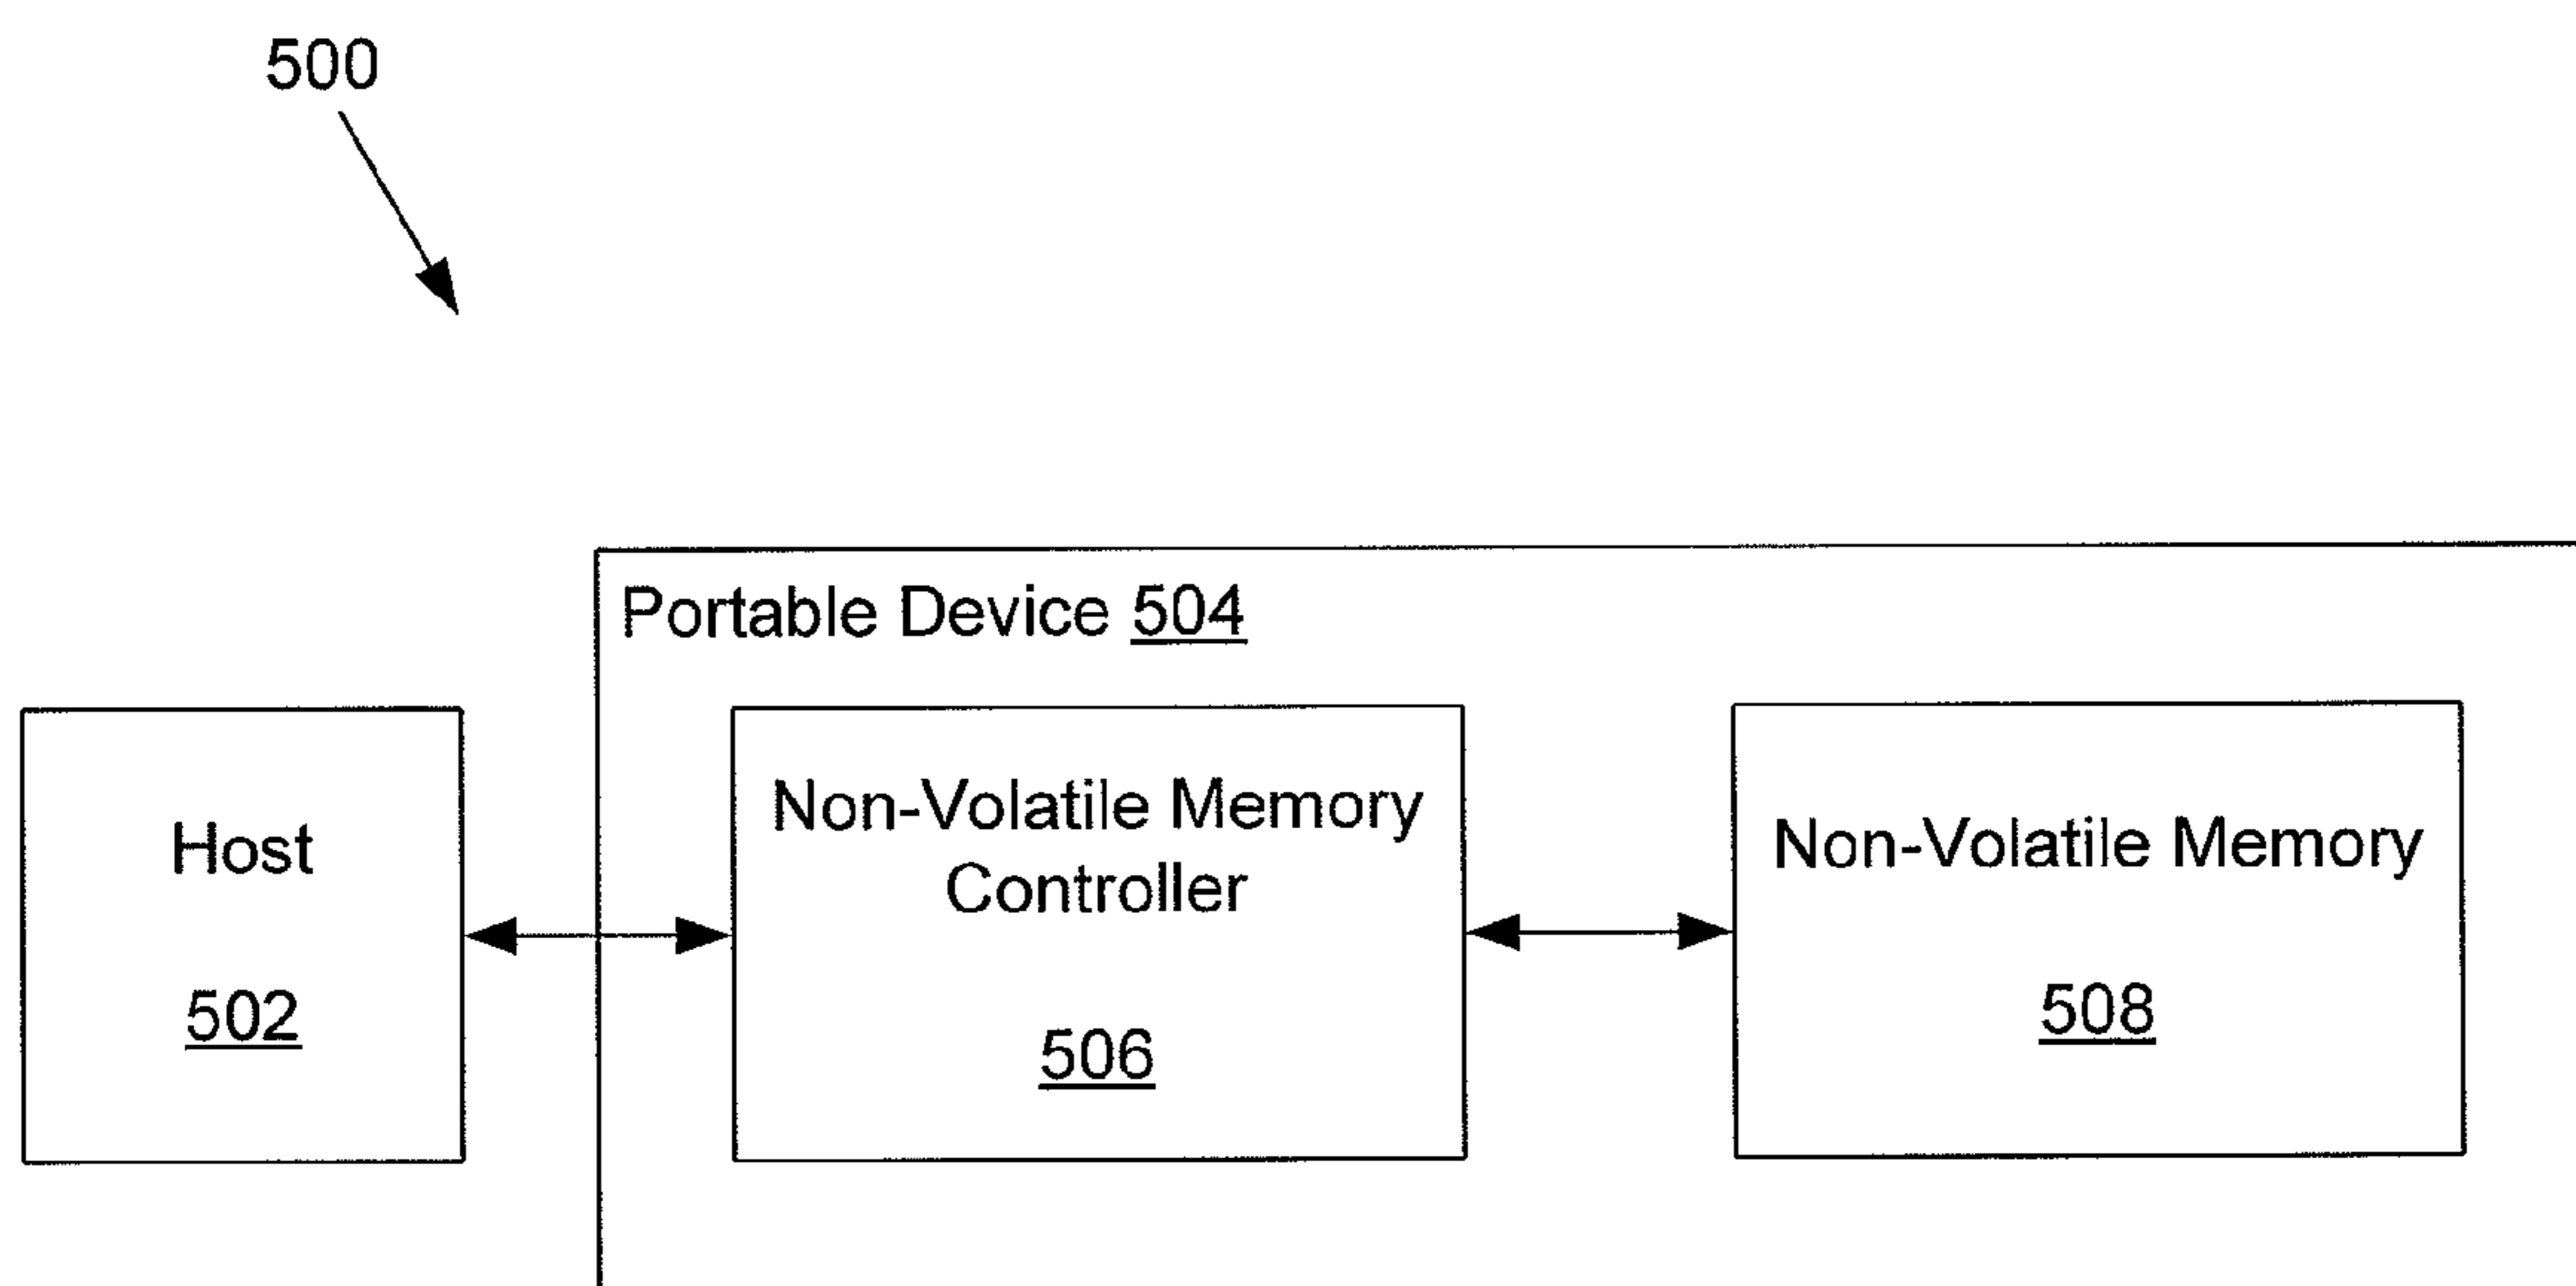 500
Portable Device 504
Host
502
Non-Volatile Memory
Controller
506
Non-Volatile Memory
508